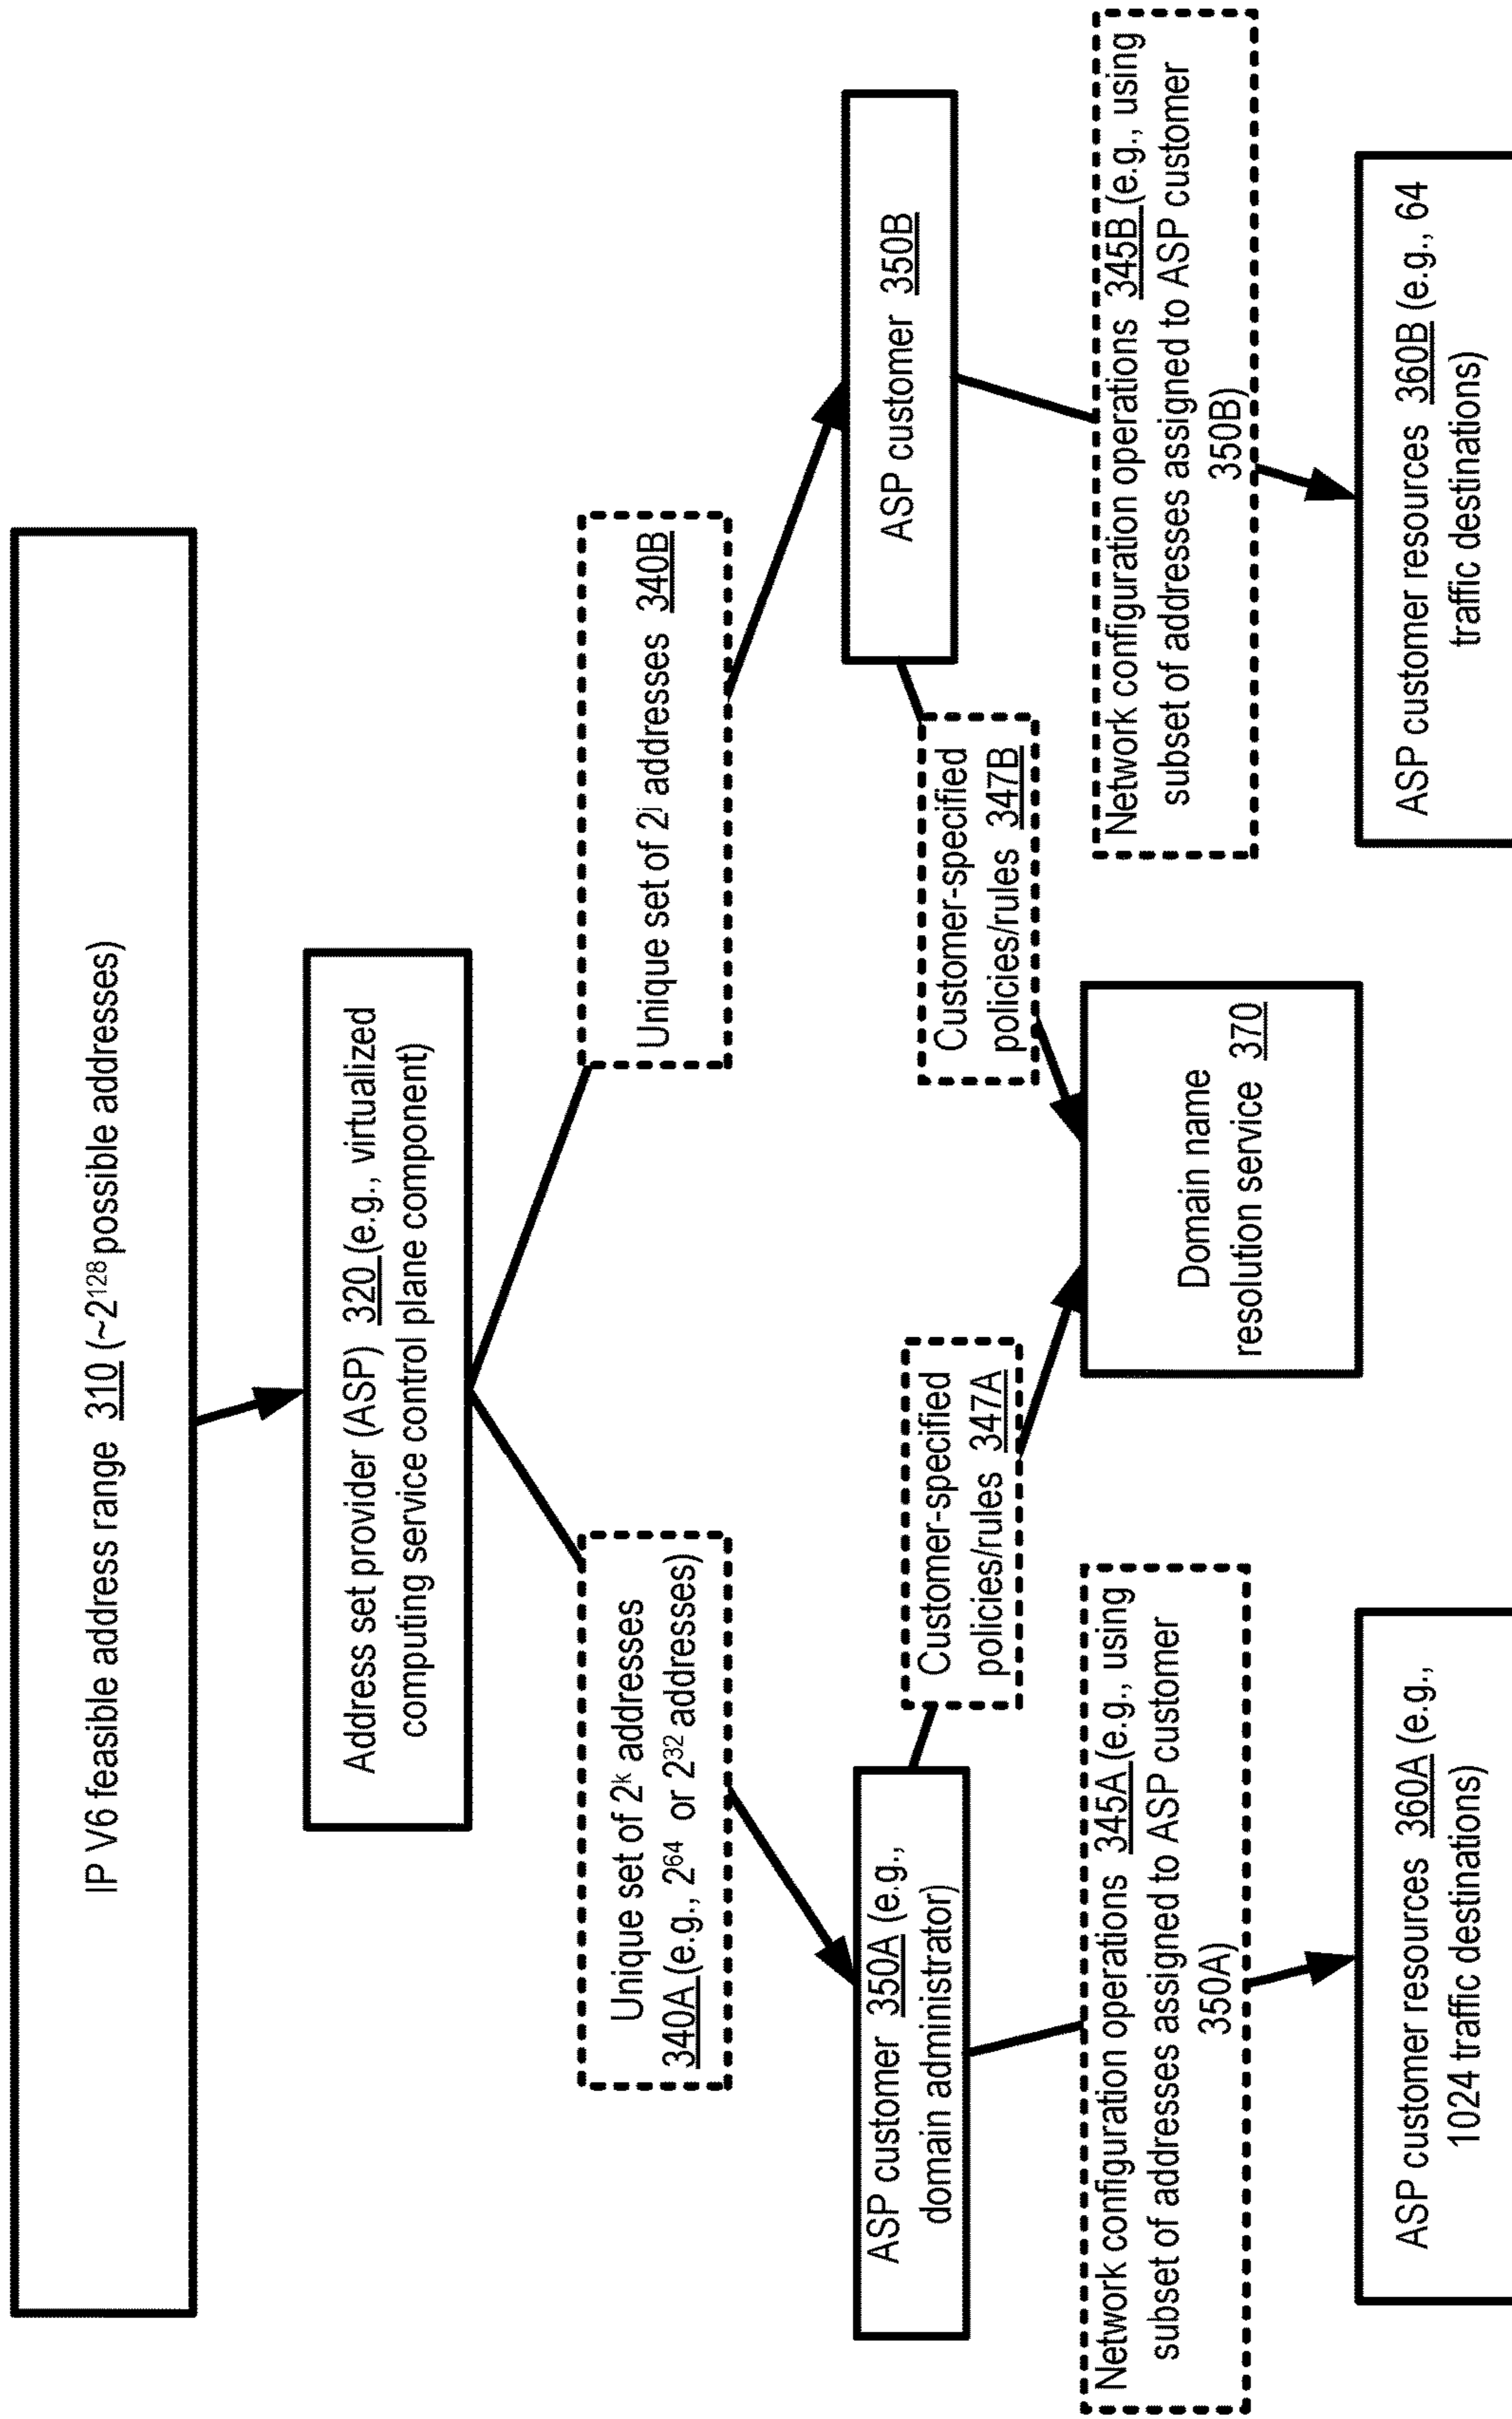 IP V6 feasible address range 310 (~2¹²⁸ possible addresses)
Address set provider (ASP) 320 (e.g., virtualized
computing service control plane component)
Unique set of 2ᵏ addresses
340A (e.g., 2⁶⁴ or 2³² addresses)
Unique set of 2ʲ addresses 340B
ASP customer 350A (e.g.,
domain administrator)
ASP customer 350B
Customer-specified
policies/rules 347A
Customer-specified
policies/rules 347B
Network configuration operations 345A (e.g., using
subset of addresses assigned to ASP customer
350A)
Domain name
resolution service 370
Network configuration operations 345B (e.g., using
subset of addresses assigned to ASP customer
350B)
ASP customer resources 360A (e.g.,
1024 traffic destinations)
ASP customer resources 360B (e.g., 64
traffic destinations)